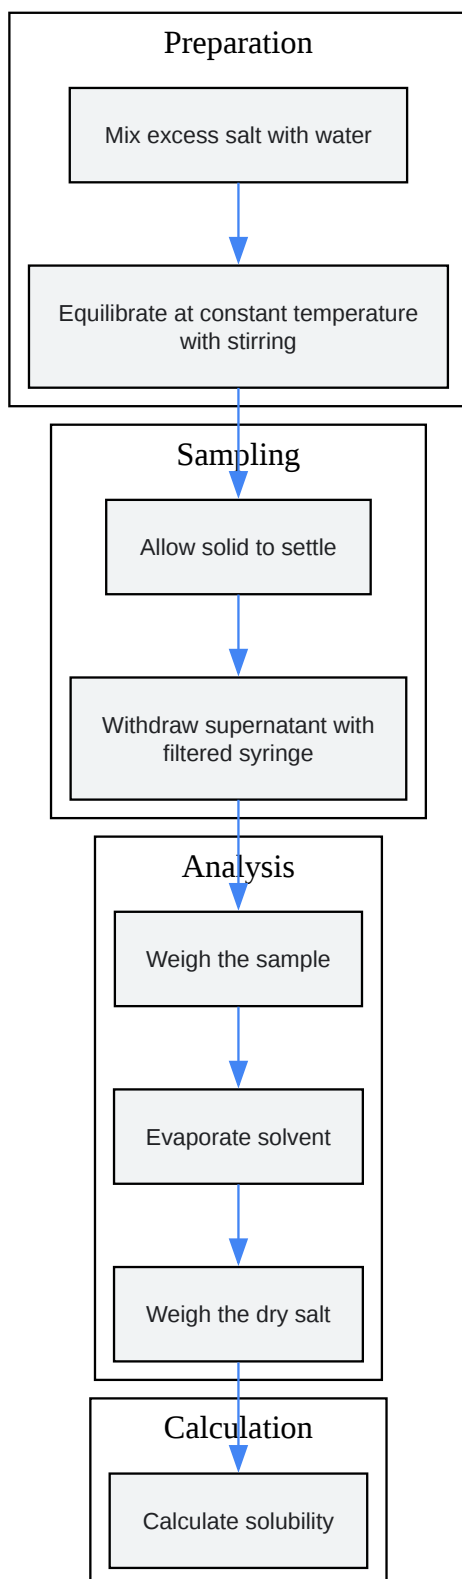 Preparation
Mix excess salt with water
Equilibrate at constant temperature
with stirring
Sampling
Allow solid to settle
Withdraw supernatant with
filtered syringe
Analysis
Weigh the sample
Evaporate solvent
Weigh the dry salt
Calculation
Calculate solubility